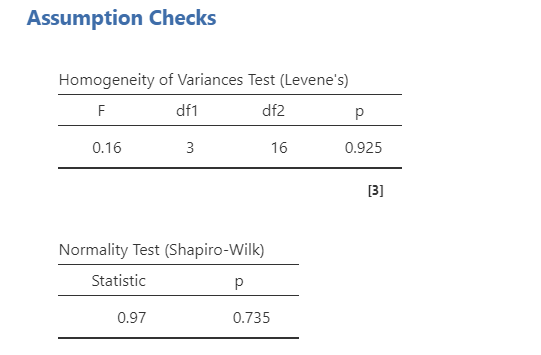 Assumption Checks
Homogeneity of Variances Test (Levene's)
F df1 df2 p
0.16 3 16 0.925
[3]
Normality Test (Shapiro-Wilk)
Statistic p
0.97 0.735